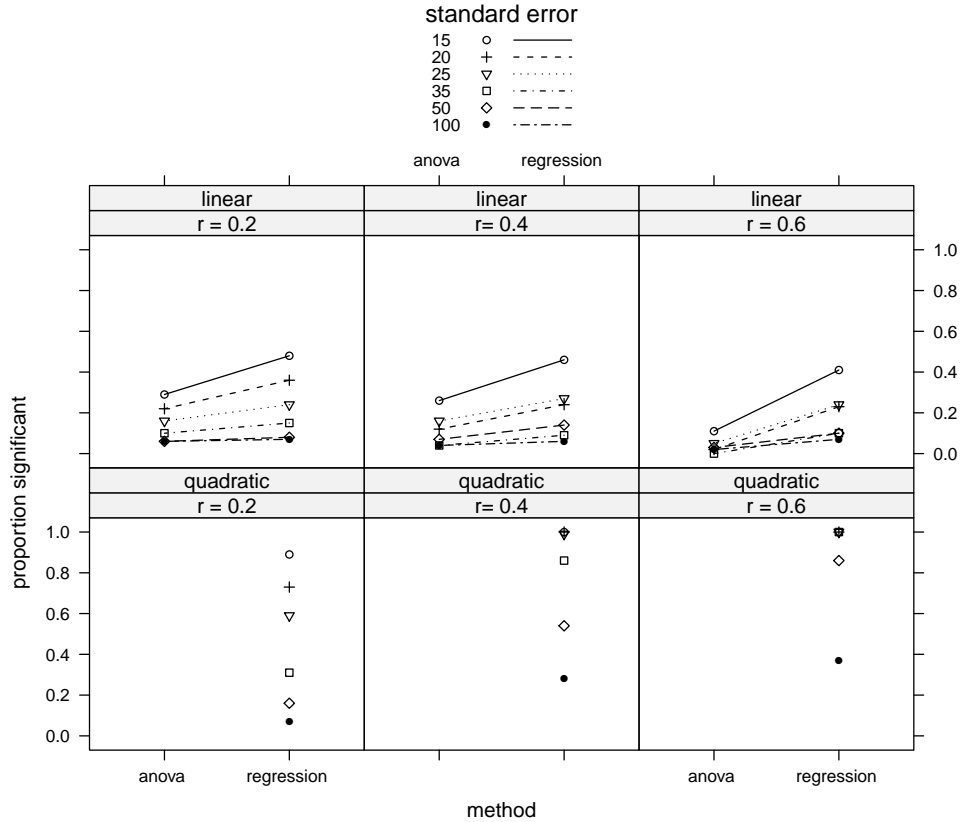 standard error
15
20
25
35
50
100
anova regression
linear linear linear
r = 0.2 r= 0.4 r = 0.6
1.0
0.8
0.6
0.4
0.2
0.0
quadratic quadratic quadratic
r = 0.2 r= 0.4 r = 0.6
1.0
0.8
0.6
0.4
0.2
0.0
proportion significant
anova regression anova regression
method